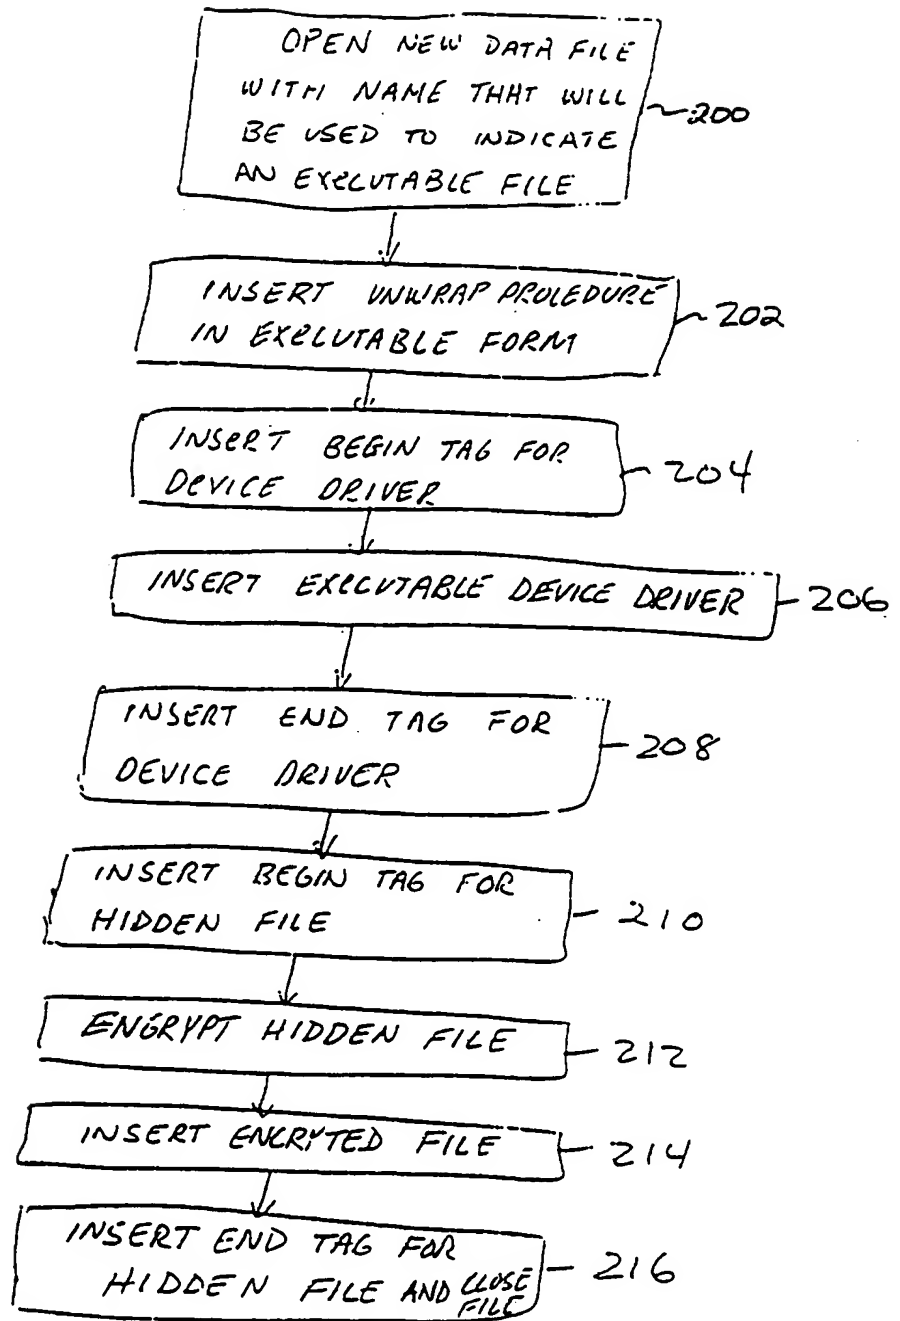 OPEN NEW DATA FILE
WITH NAME THAT WILL
BE USED TO INDICATE
AN EXECUTABLE FILE
200
INSERT UNWRAP PROCEDURE
IN EXECUTABLE FORM
202
INSERT BEGIN TAG FOR
DEVICE DRIVER
204
INSERT EXECUTABLE DEVICE DRIVER
206
INSERT END TAG FOR
DEVICE DRIVER
208
INSERT BEGIN TAG FOR
HIDDEN FILE
210
ENGRYPT HIDDEN FILE
212
INSERT ENCRYTED FILE
214
INSERT END TAG FOR
HIDDEN FILE AND CLOSE
FILE
216